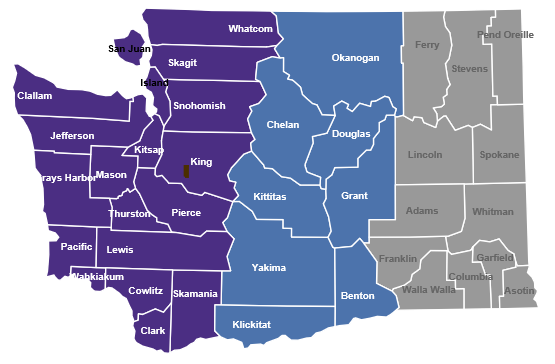 Whatcom
San Juan
Pend Oreille
Ferry
Okanogan
Skagit
Stevens
Island
Clallam
Snohomish
Chelan
Jefferson
Douglas
Kitsap
Lincoln
Spokane
King
rays Harbor
Mason
Kittitas
Grant
Thurston
Pierce
Adams
Whitman
Pacific
Lewis
Garfield
Franklin
Yakima
Wahkiakum
Columbia
Cowlitz
Skamania
Benton
Walla Walla
Asotin
Klickitat
Clark